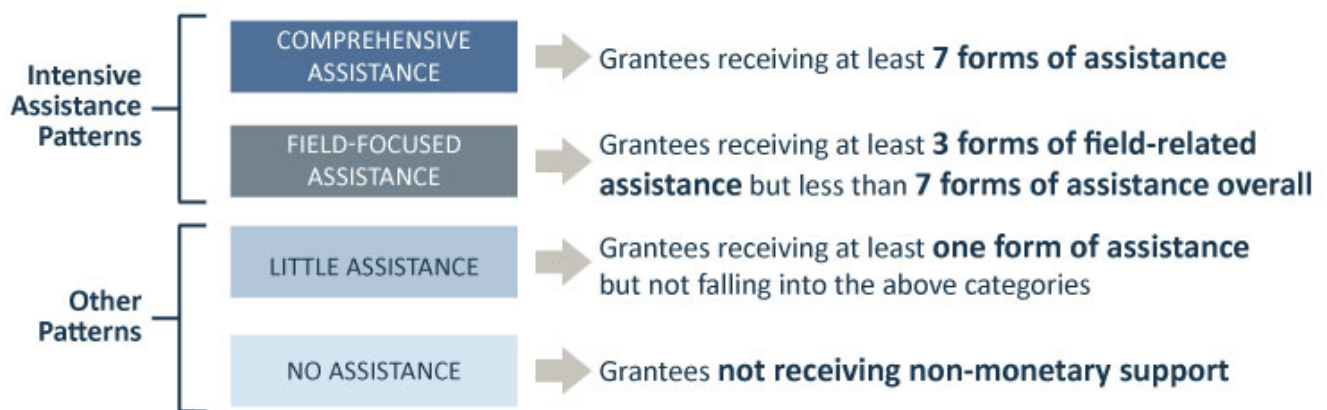 Intensive
Assistance
Patterns
COMPREHENSIVE
ASSISTANCE
Grantees receiving at least 7 forms of assistance
FIELD-FOCUSED
ASSISTANCE
Grantees receiving at least 3 forms of field-related
assistance but less than 7 forms of assistance overall
Other
Patterns
LITTLE ASSISTANCE
Grantees receiving at least one form of assistance
but not falling into the above categories
NO ASSISTANCE
Grantees not receiving non-monetary support